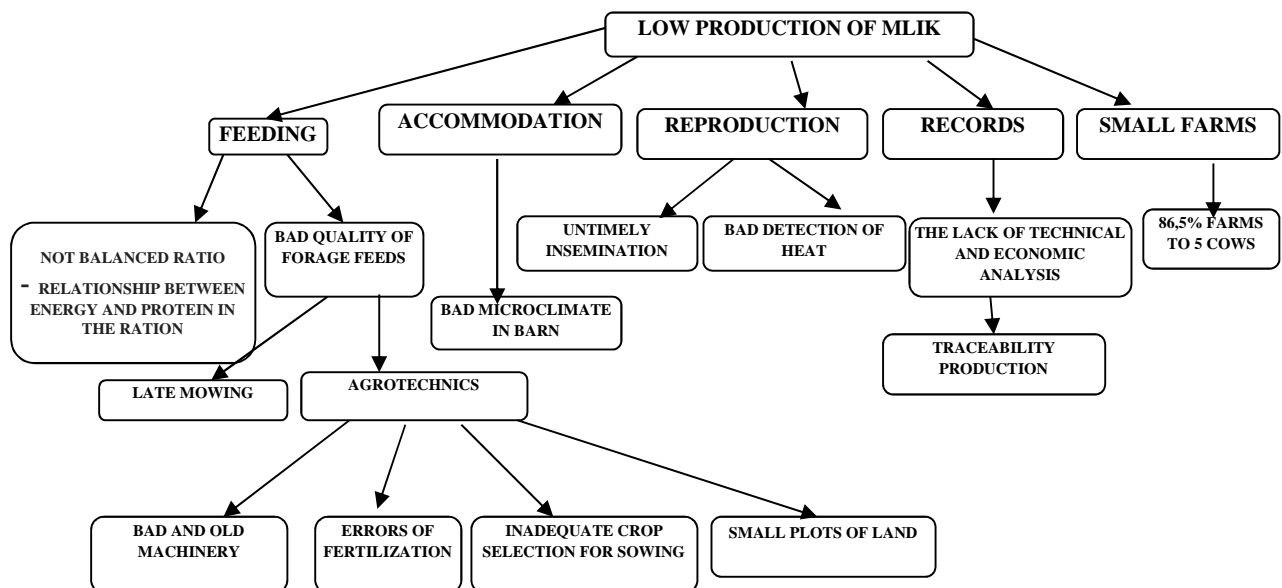 LOW PRODUCTION OF MLIK
FEEDING
ACCOMMODATION
REPRODUCTION
RECORDS
SMALL FARMS
NOT BALANCED RATIO
- RELATIONSHIP BETWEEN
ENERGY AND PROTEIN IN
THE RATION
BAD QUALITY OF
FORAGE FEEDS
UNTIMELY
INSEMINATION
BAD DETECTION OF
HEAT
THE LACK OF TECHNICAL
AND ECONOMIC
ANALYSIS
86,5% FARMS
TO 5 COWS
BAD MICROCLIMATE
IN BARN
TRACEABILITY
PRODUCTION
LATE MOWING
AGROTECHNICS
BAD AND OLD
MACHINERY
ERRORS OF
FERTILIZATION
INADEQUATE CROP
SELECTION FOR SOWING
SMALL PLOTS OF LAND